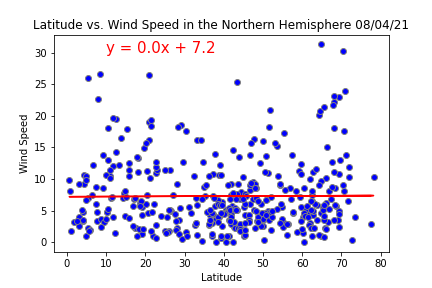 Latitude vs. Wind Speed in the Northern Hemisphere 08/04/21
y = 0.0x + 7.2
30
25
20
15
10
5
0
Wind Speed
0 10 20 30 40 50 60 70 80
Latitude